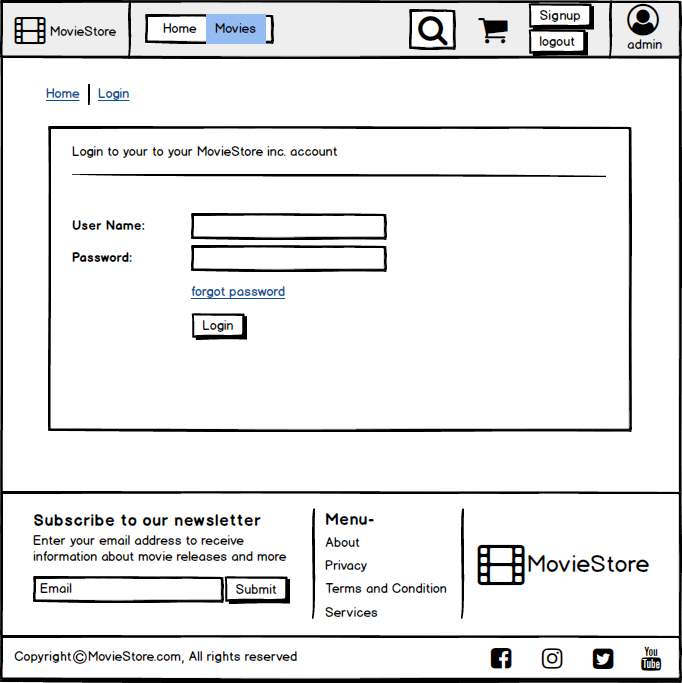 MovieStore
Home Movies
Signup
logout
admin
Home Login
Login to your to your MovieStore inc. account
User Name:
Password:
forgot password
Login
Subscribe to our newsletter
Enter your email address to receive
information about movie releases and more
Email Submit
Menu-
About
Privacy
Terms and Condition
Services
MovieStore
Copyright©MovieStore.com, All rights reserved
You
Tube